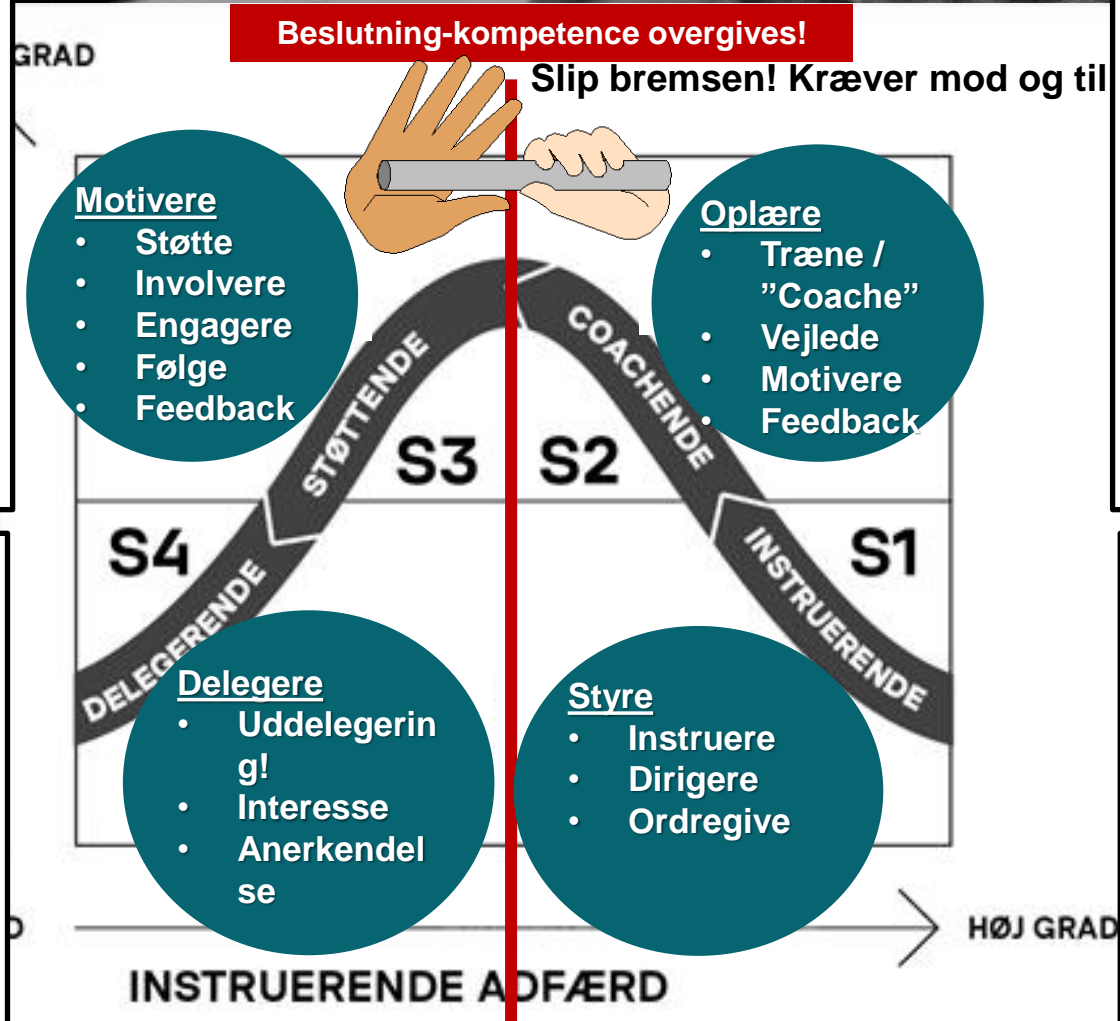 Beslutning-kompetence overgives!
GRAD
Slip bremsen! Kræver mod og til
Motivere
• Støtte
• Involvere
• Engagere
• Følge
• Feedback
Oplære
• Træne /
”Coache”
• Vejlede
• Motivere
• Feedback
STØTTENDE
COACHENDE
S3
S2
S4
S1
DELEGERENDE
INSTRUERENDE
Delegere
• Uddelegerin
g!
• Interesse
• Anerkendel
se
Styre
• Instruere
• Dirigere
• Ordregive
D
HØJ GRAD
INSTRUERENDE ADFÆRD